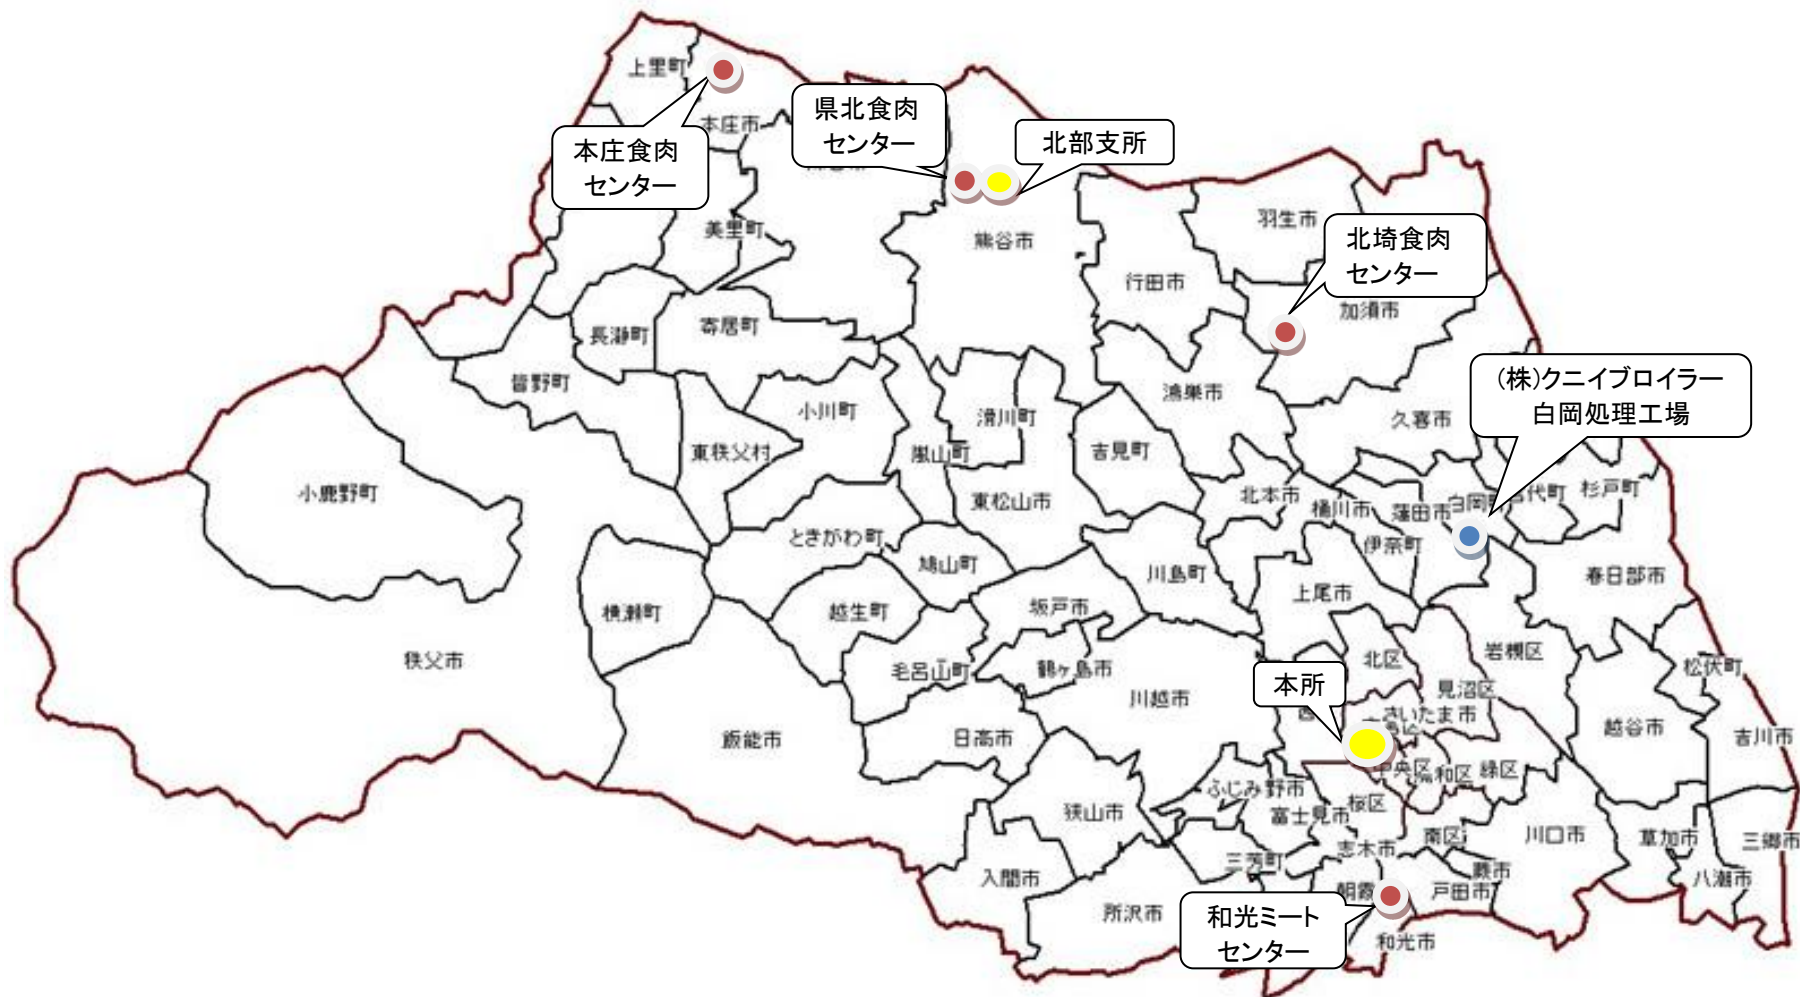 上里町
本庄市
本庄食肉
センター
県北食肉
センター
北部支所
美里町
熊谷市
羽生市
北埼食肉
センター
行田市
加須市
長瀞町
寄居町
皆野町
小川町
滑川町
鴻巣市
(株)クニイブロイラー
白岡処理工場
久喜市
東秩父村
嵐山町
吉見町
小鹿野町
東松山市
北本市
桶川市
蓮田市
杉戸町
ときがわ町
鳩山町
川島町
伊奈町
春日部市
横瀬町
越生町
坂戸市
上尾市
秩父市
毛呂山町
鶴ヶ島市
北区
岩槻区
見沼区
松伏町
本所
川越市
さいたま市
越谷市
吉川市
飯能市
日高市
中央区
緑区
ふじみ野市
狭山市
富士見市
桜区
南区
川口市
草加市
三郷市
志木市
三芳町
入間市
蕨市
戸田市
八潮市
所沢市
和光ミート
センター
和光市